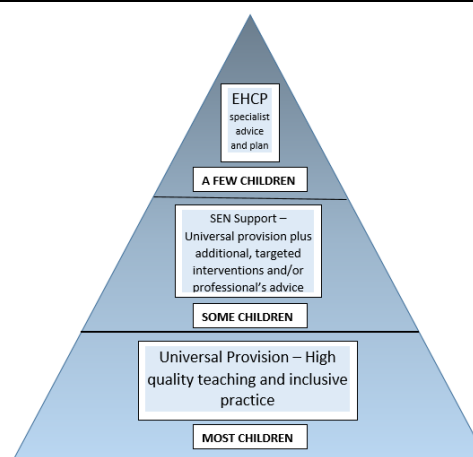 EHCP
specialist
advice
and plan
A FEW CHILDREN
SEN Support –
Universal provision plus
additional, targeted
interventions and/or
professional's advice
SOME CHILDREN
Universal Provision – High
quality teaching and inclusive
practice
MOST CHILDREN